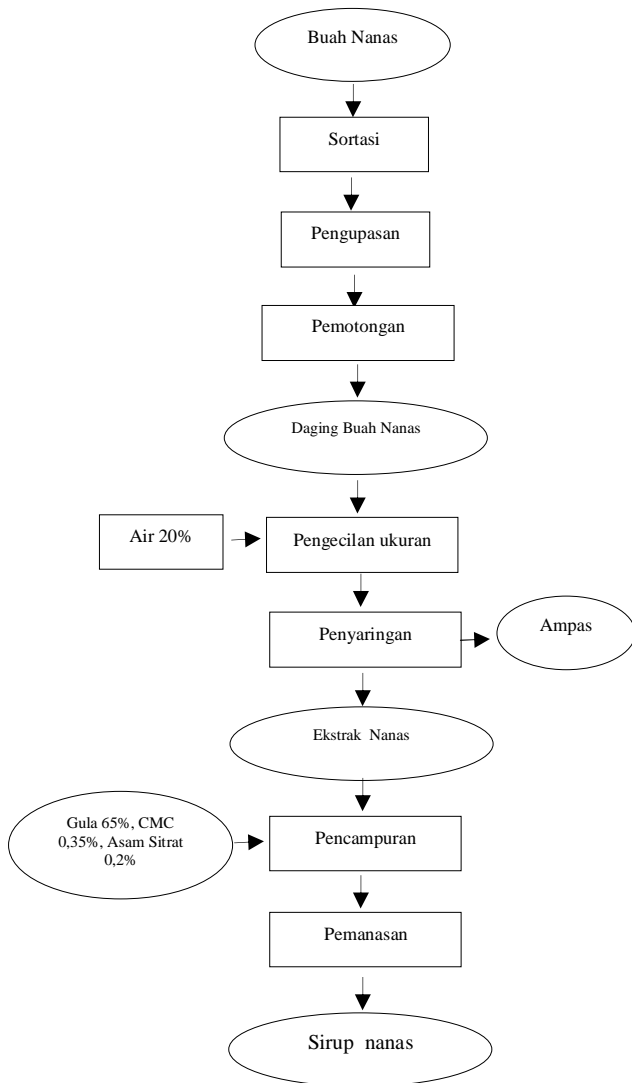 Buah Nanas
Sortasi
Pengupasan
Pemotongan
Daging Buah Nanas
Air 20%
Pengecilan ukuran
Penyaringan
Ampas
Ekstrak Nanas
Gula 65%, CMC
0,35%, Asam Sitrat
0,2%
Pencampuran
Pemanasan
Sirup nanas